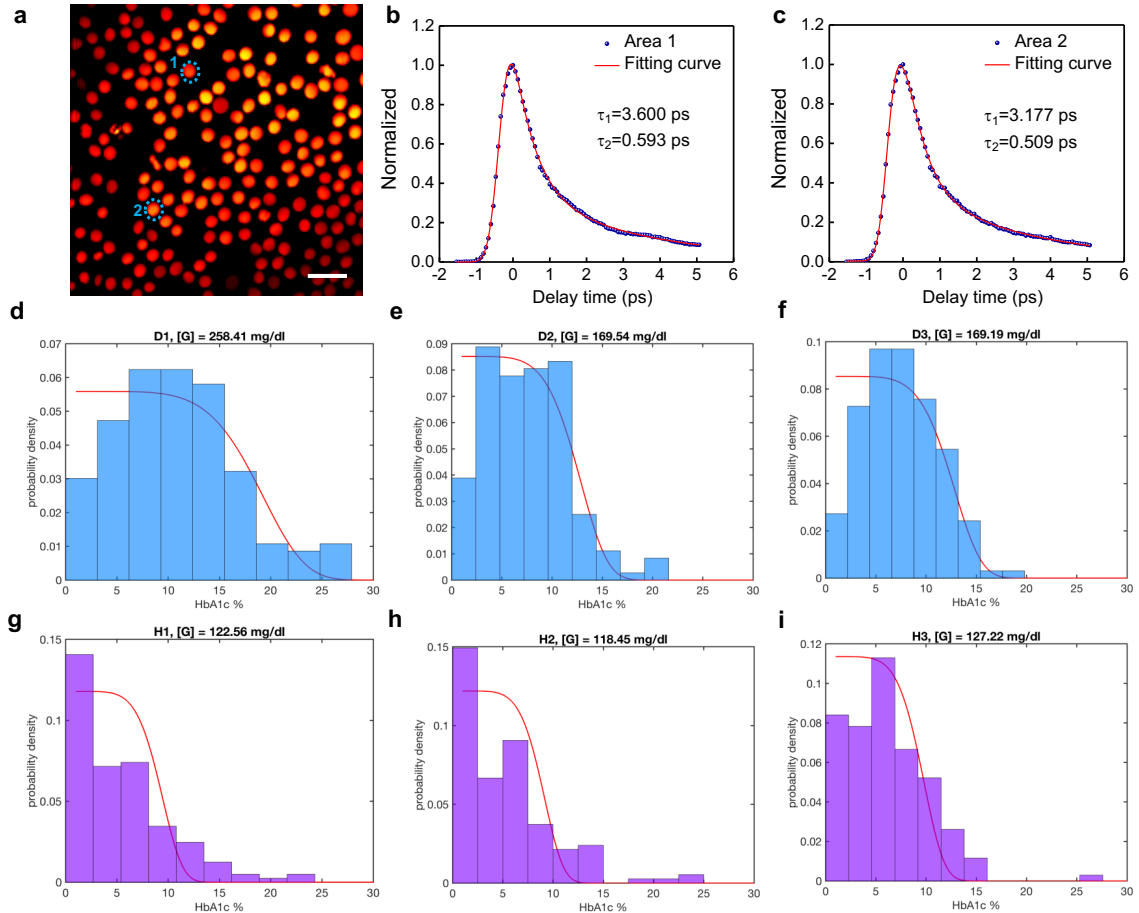 a
1
2
b
Normalized
1.2
1.0
0.8
0.6
0.4
0.2
0.0
Area 1
Fitting curve
τ1=3.600 ps
τ2=0.593 ps
-2 -1 0 1 2 3 4 5 6
Delay time (ps)
c
Normalized
1.2
1.0
0.8
0.6
0.4
0.2
0.0
Area 2
Fitting curve
τ1=3.177 ps
τ2=0.509 ps
-2 -1 0 1 2 3 4 5 6
Delay time (ps)
d
D1, [G] = 258.41 mg/dl
probability density
0.07
0.06
0.05
0.04
0.03
0.02
0.01
0
0 5 10 15 20 25 30
HbA1c %
e
D2, [G] = 169.54 mg/dl
probability density
0.09
0.08
0.07
0.06
0.05
0.04
0.03
0.02
0.01
0
0 5 10 15 20 25 30
HbA1c %
f
D3, [G] = 169.19 mg/dl
probability density
0.1
0.08
0.06
0.04
0.02
0
0 5 10 15 20 25 30
HbA1c %
g
H1, [G] = 122.56 mg/dl
probability density
0.15
0.1
0.05
0
0 5 10 15 20 25 30
HbA1c %
h
H2, [G] = 118.45 mg/dl
probability density
0.15
0.1
0.05
0
0 5 10 15 20 25 30
HbA1c %
i
H3, [G] = 127.22 mg/dl
probability density
0.12
0.1
0.08
0.06
0.04
0.02
0
0 5 10 15 20 25 30
HbA1c %